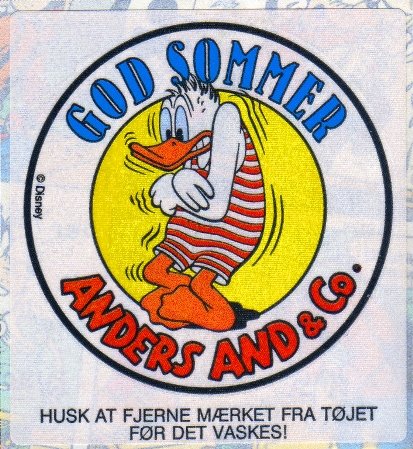 GOD SOMMER
© Disney
ANDERS AND & Co.
HUSK AT FJERNE MÆRKET FRA TØJET
FØR DET VASKES!